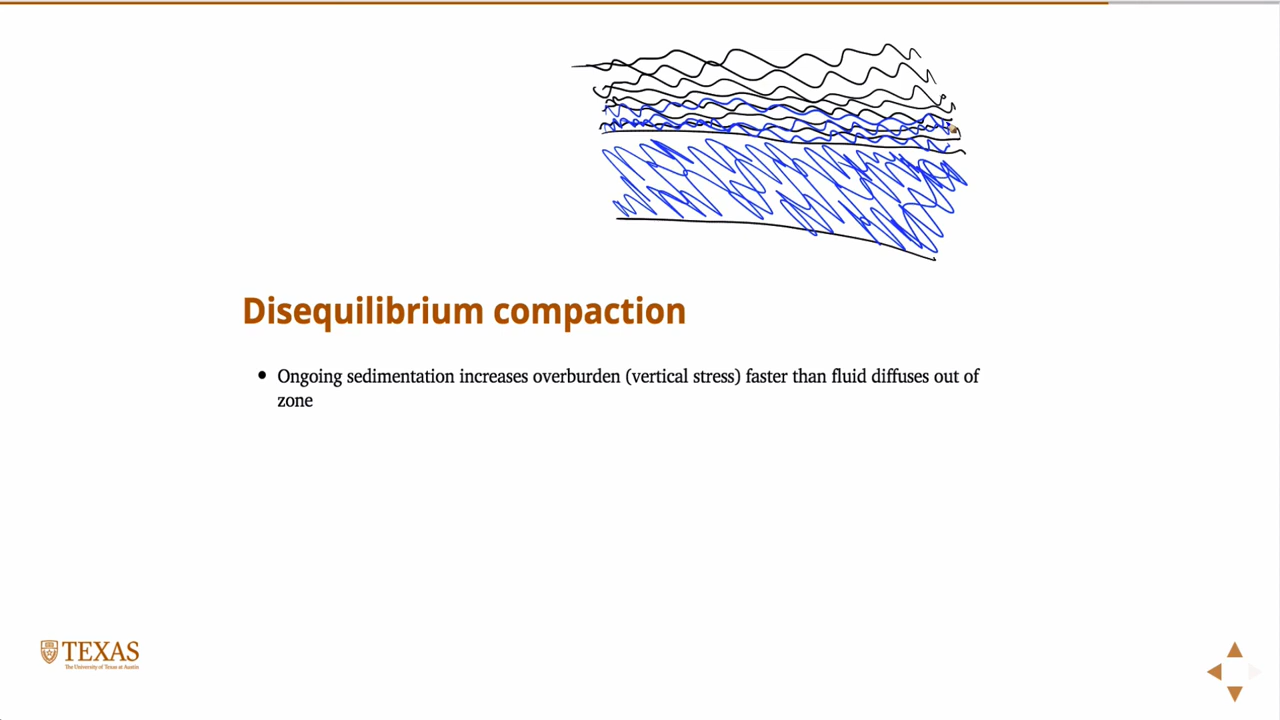 Disequilibrium compaction
Ongoing sedimentation increases overburden (vertical stress) faster than fluid diffuses out of
zone
TEXAS
The University of Texas at Austin